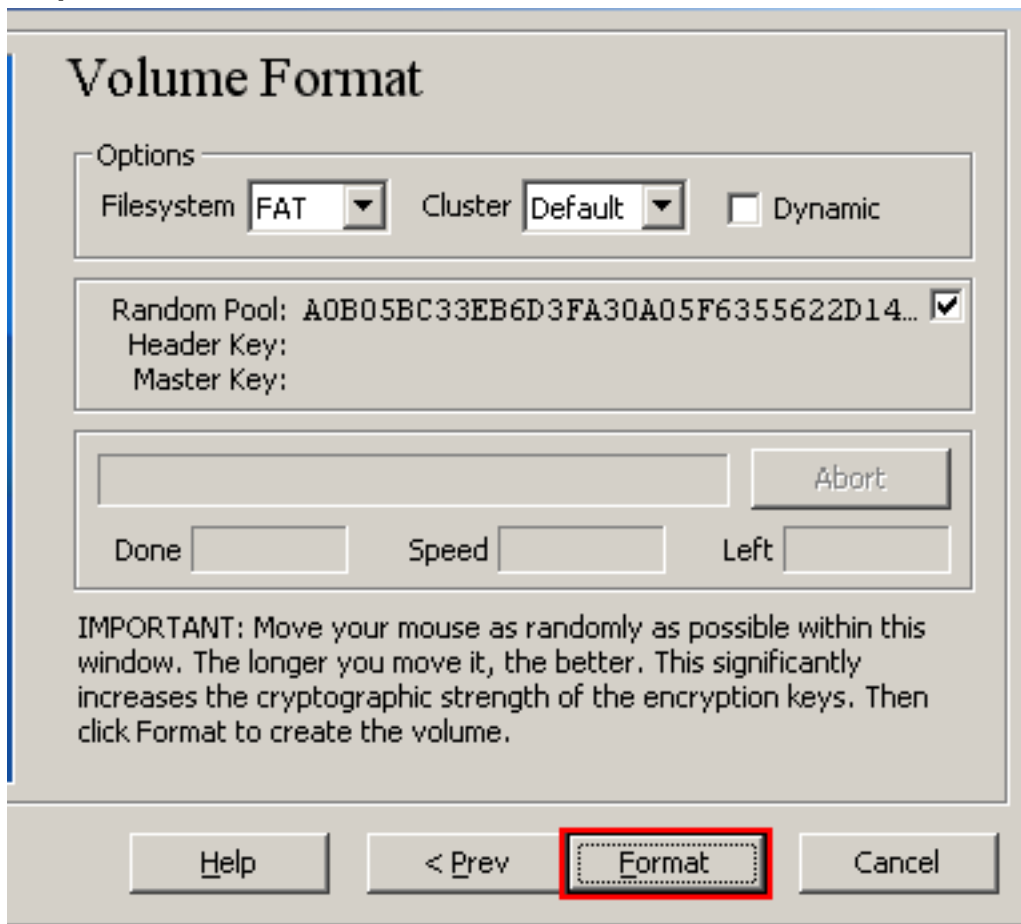 Volume Format
Options
Filesystem FAT Cluster Default Dynamic
Random Pool: A0B05BC33EB6D3FA30A05F6355622D14...
Header Key:
Master Key:
Abort
Done Speed Left
IMPORTANT: Move your mouse as randomly as possible within this
window. The longer you move it, the better. This significantly
increases the cryptographic strength of the encryption keys. Then
click Format to create the volume.
Help < Prev Format Cancel